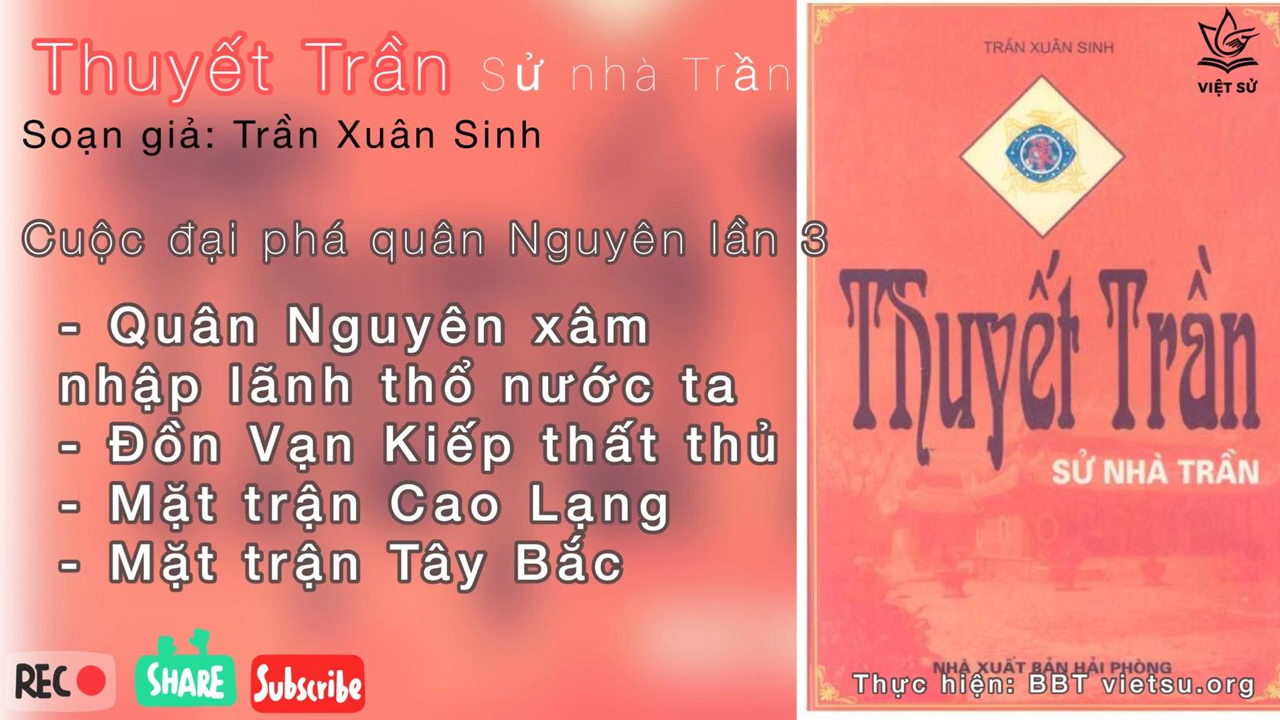 Thuyết Trần Sử nhà Trần
Soạn giả: Trần Xuân Sinh
Cuộc đại phá quân Nguyên lần 3
- Quân Nguyên xâm
nhập lãnh thổ nước ta
- Đồn Vạn Kiếp thất thủ
- Mặt trận Cao Lạng
- Mặt trận Tây Bắc
REC
SHARE
Subscribe
TRẦN XUÂN SINH
VIỆT SỬ
Thuyết Trần
SỬ NHÀ TRẦN
NHÀ XUẤT BẢN HẢI PHÒNG
Thực hiện: BBT vietsu.org